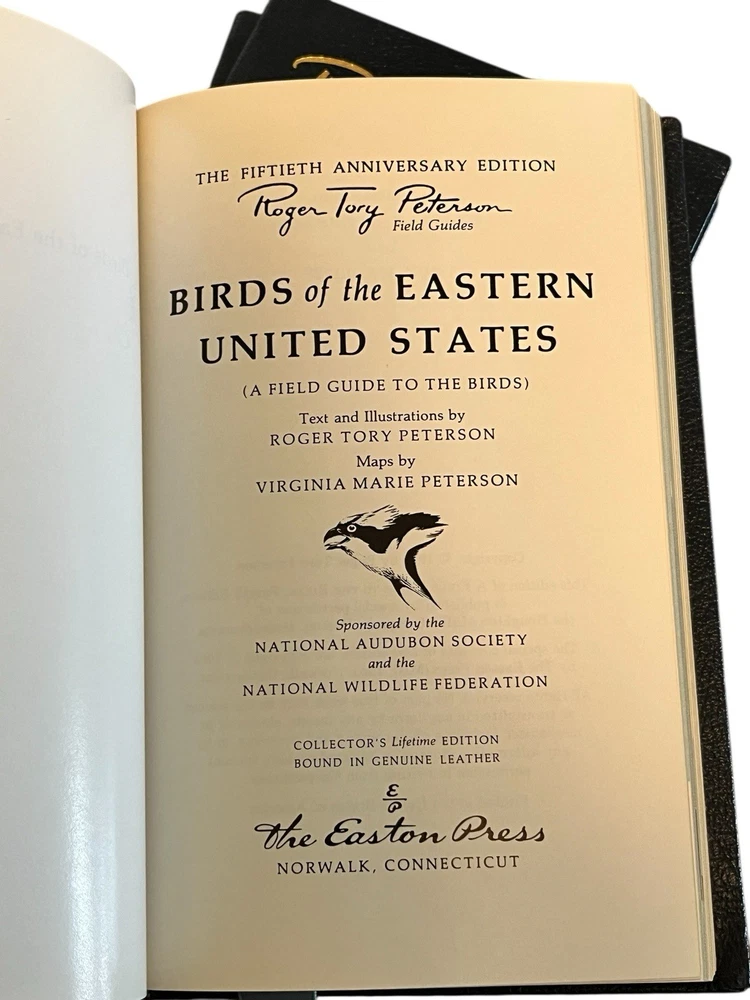 THE FIFTIETH ANNIVERSARY EDITION
Roger Tory Peterson
Field Guides
BIRDS of the EASTERN
UNITED STATES
(A FIELD GUIDE TO THE BIRDS)
Text and Illustrations by
ROGER TORY PETERSON
Maps by
VIRGINIA MARIE PETERSON
Sponsored by the
NATIONAL AUDUBON SOCIETY
and the
NATIONAL WILDLIFE FEDERATION
COLLECTOR'S Lifetime EDITION
BOUND IN GENUINE LEATHER
E
P
The Easton Press
NORWALK, CONNECTICUT